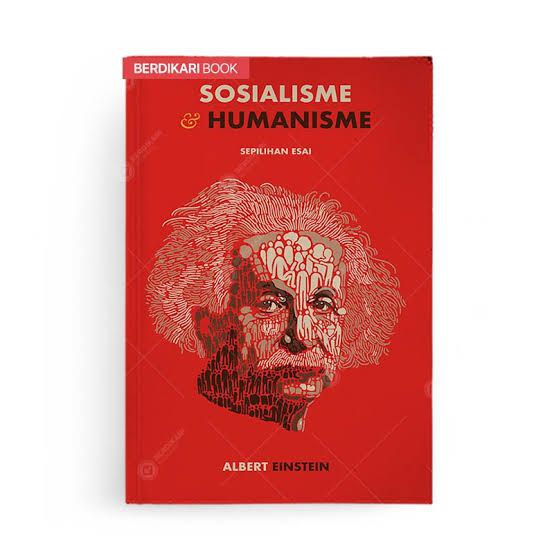 BERDIKARI BOOK
SOSIALISME
& HUMANISME
SEPILIHAN ESAI
ALBERT EINSTEIN